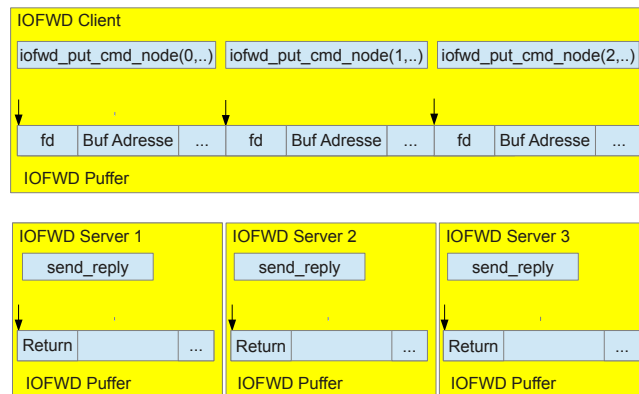 IOFWD Client
iofwd_put_cmd_node(0,..) iofwd_put_cmd_node(1,..) iofwd_put_cmd_node(2,..)
fd Buf Adresse ... fd Buf Adresse ... fd Buf Adresse ...
IOFWD Puffer
IOFWD Server 1 IOFWD Server 2 IOFWD Server 3
send_reply send_reply send_reply
Return ... Return ... Return ...
IOFWD Puffer IOFWD Puffer IOFWD Puffer